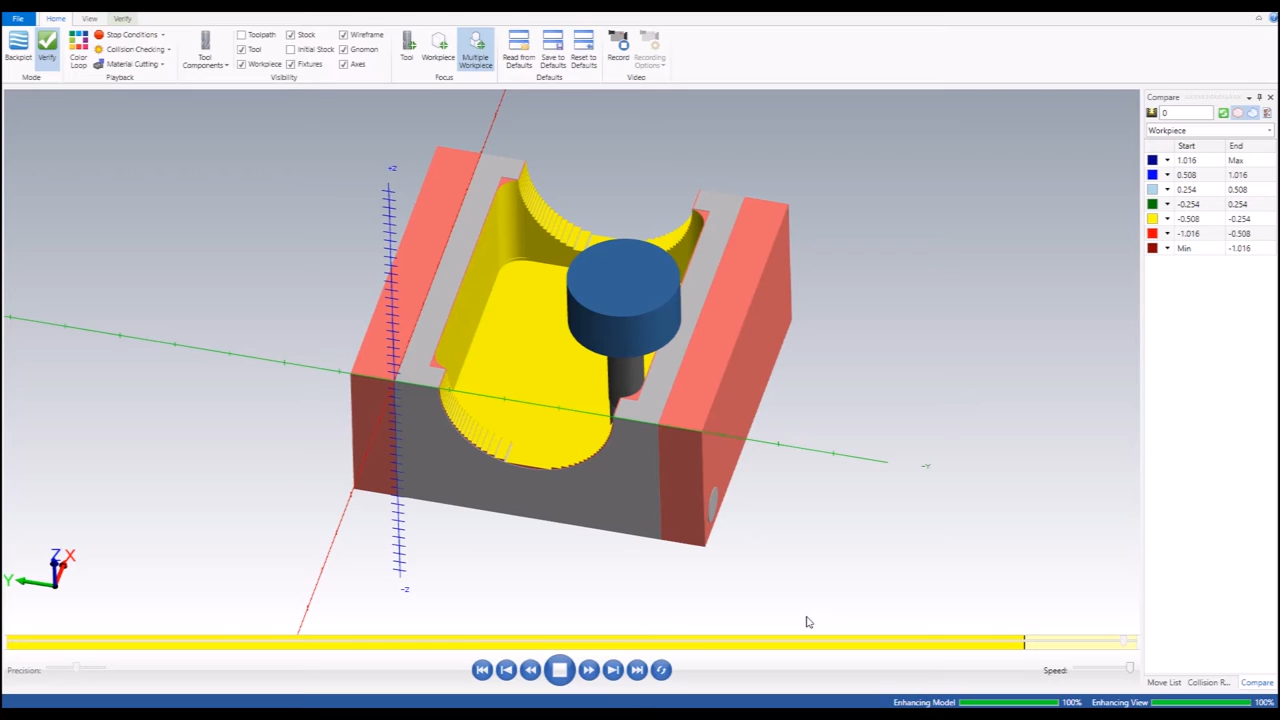 File Home View Verify
Backplot
Verify
Mode
Color Loop
Stop Conditions
Collision Checking
Material Cutting
Playback
Tool Components
Toolpath
Tool
Workpiece
Stock
Initial Stock
Fixtures
Wireframe
Gnomon
Axes
Visibility
Tool
Workpiece
Multiple Workpiece
Focus
Read from Defaults
Save to Defaults
Reset to Defaults
Defaults
Record
Recording Options
Video
Compare
0
Workpiece
Start End
1.016 Max
0.508 1.016
0.254 0.508
-0.254 0.254
-0.508 -0.254
-1.016 -0.508
Min -1.016
+Z
-Y
-Z
Z X
Y
Precision:
Speed:
Move List Collision R... Compare
Enhancing Model 100% Enhancing View 100%